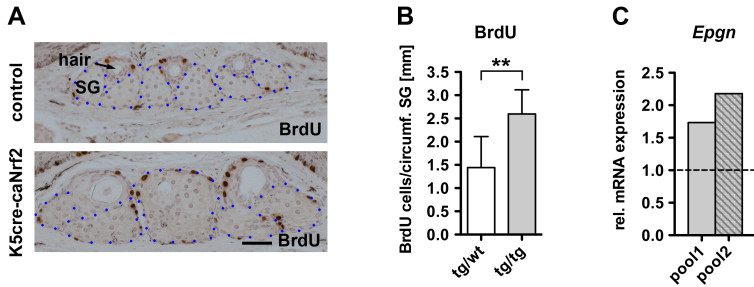 A
control
hair
SG
BrdU
K5cre-caNrf2
BrdU
B
BrdU
BrdU cells/circumf. SG [mm]
3.5
3.0
2.5
2.0
1.5
1.0
0.5
0.0
**
tg/wt
tg/tg
C
Epgn
rel. mRNA expression
2.5
2.0
1.5
1.0
0.5
0.0
pool1
pool2